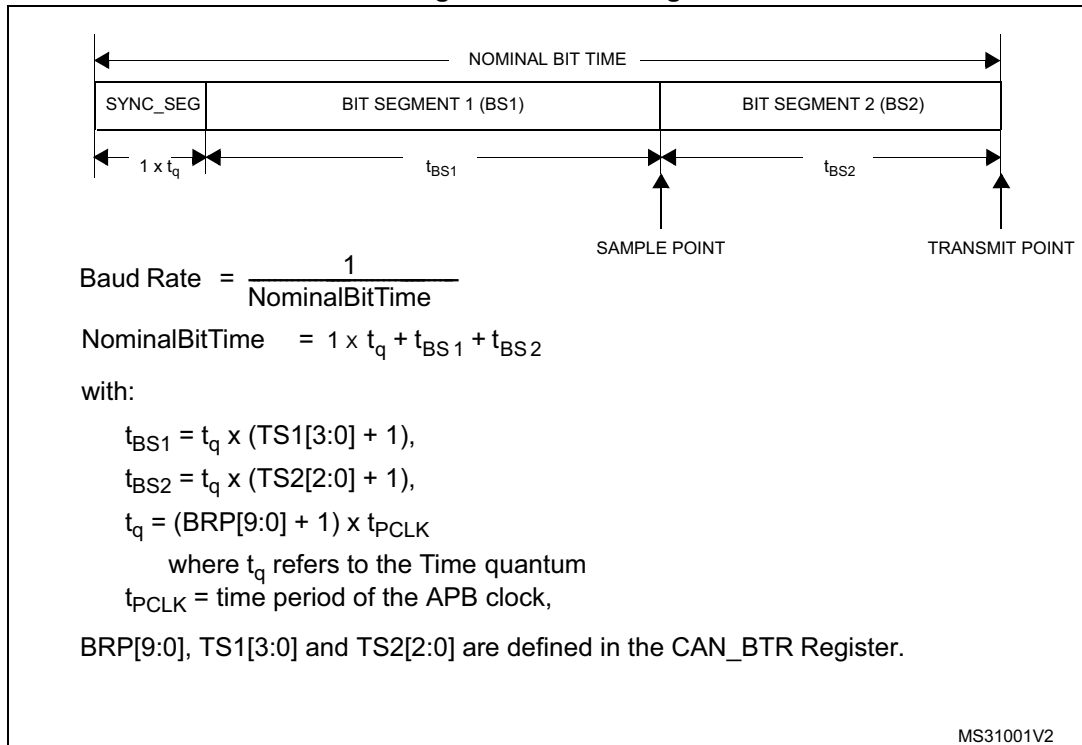 NOMINAL BIT TIME
SYNC_SEG BIT SEGMENT 1 (BS1) BIT SEGMENT 2 (BS2)
1 x tq tBS1 tBS2
SAMPLE POINT TRANSMIT POINT
Baud Rate = 1
NominalBitTime
NominalBitTime = 1 × tq + tBS1 + tBS2
with:
tBS1 = tq x (TS1[3:0] + 1),
tBS2 = tq x (TS2[2:0] + 1),
tq = (BRP[9:0] + 1) x tPCLK
where tq refers to the Time quantum
tPCLK = time period of the APB clock,
BRP[9:0], TS1[3:0] and TS2[2:0] are defined in the CAN_BTR Register.
MS31001V2